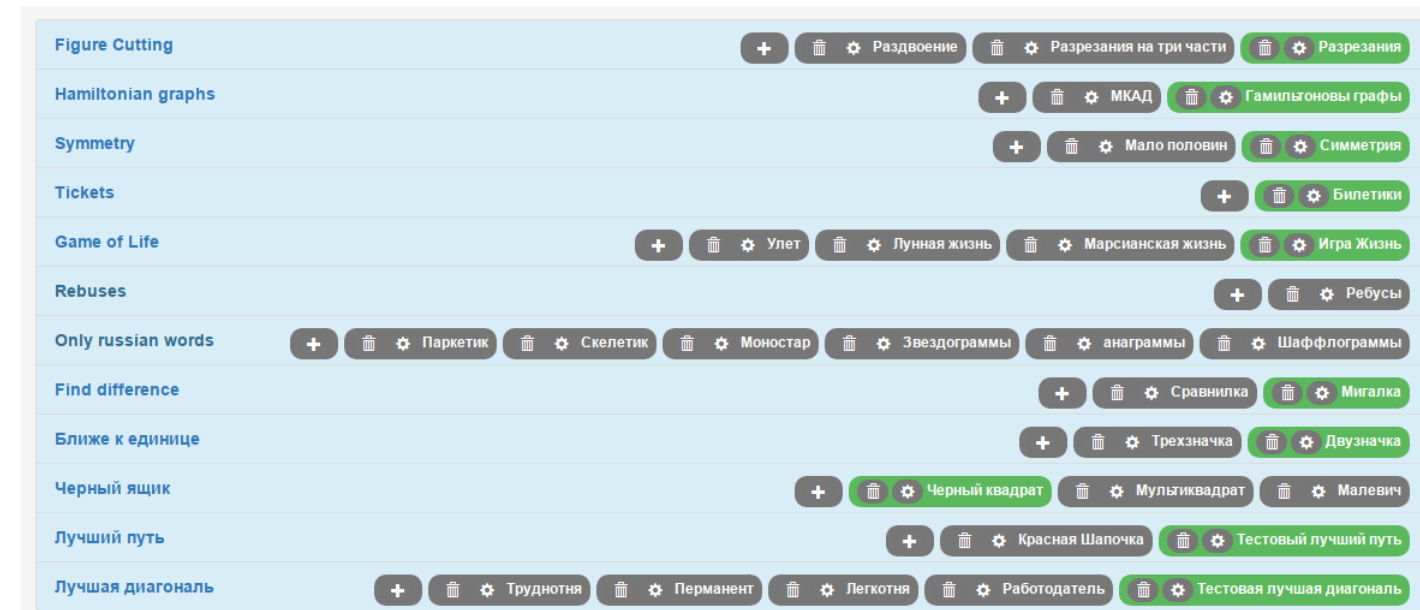 Figure Cutting Раздвоение Разрезания на три части Разрезания
Hamiltonian graphs МКАД Гамильтоновы графы
Symmetry Мало половин Симметрия
Tickets Билетики
Game of Life Улет Лунная жизнь Марсианская жизнь Игра Жизнь
Rebuses Ребусы
Only russian words Паркетик Скелетик Моностар Звездограммы анаграммы Шаффлограммы
Find difference Сравнилка Мигалка
Ближе к единице Трехзначка Двузначка
Черный ящик Черный квадрат Мультиквадрат Малевич
Лучший путь Красная Шапочка Тестовый лучший путь
Лучшая диагональ Труднотня Перманент Легкотня Работодатель Тестовая лучшая диагональ